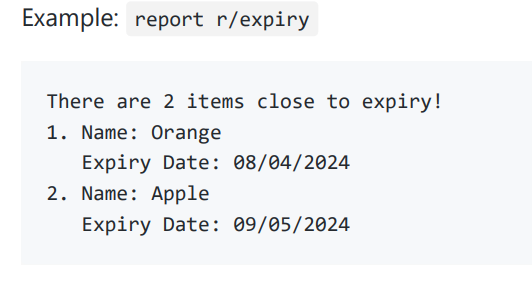 Example: report r/expiry
There are 2 items close to expiry!
1. Name: Orange
Expiry Date: 08/04/2024
2. Name: Apple
Expiry Date: 09/05/2024